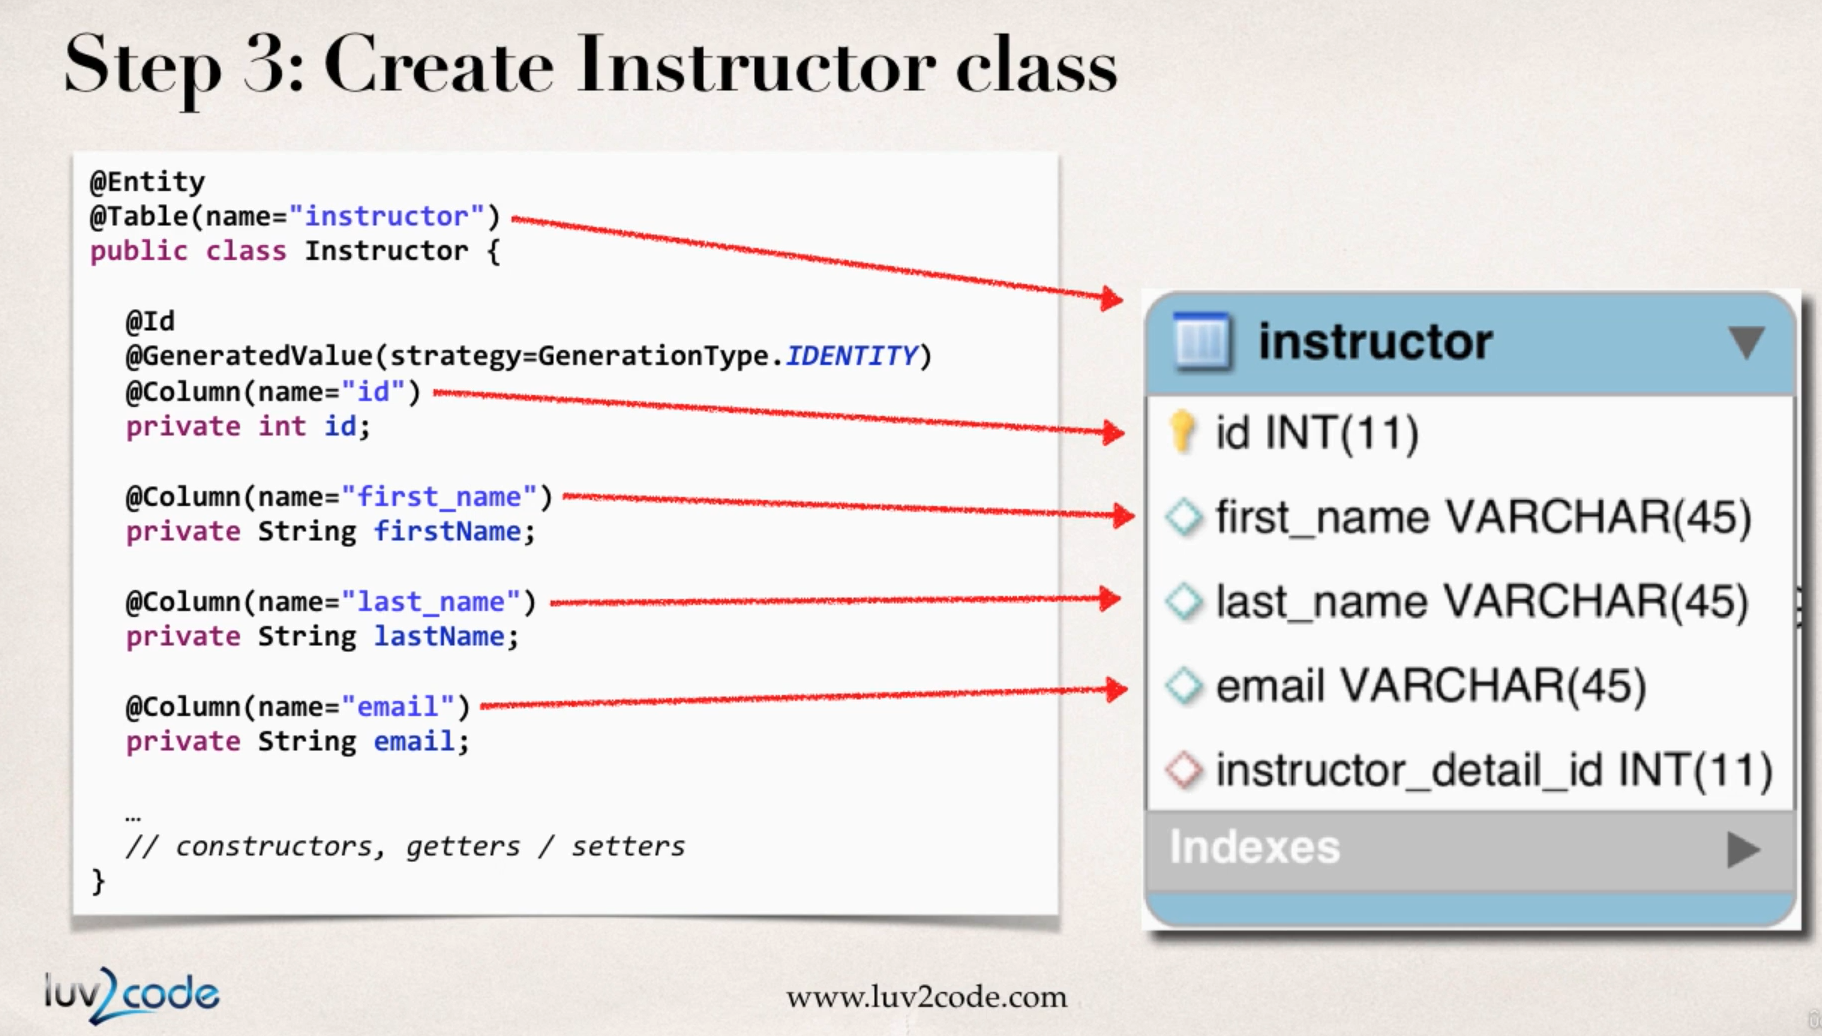 Step 3: Create Instructor class
@Entity
@Table(name="instructor")
public class Instructor {
@Id
@GeneratedValue(strategy=GenerationType.IDENTITY)
@Column(name="id")
private int id;
@Column(name="first_name")
private String firstName;
@Column(name="last_name")
private String lastName;
@Column(name="email")
private String email;
…
// constructors, getters / setters
}
instructor
id INT(11)
first_name VARCHAR(45)
last_name VARCHAR(45)
email VARCHAR(45)
instructor_detail_id INT(11)
Indexes
luv2code
www.luv2code.com